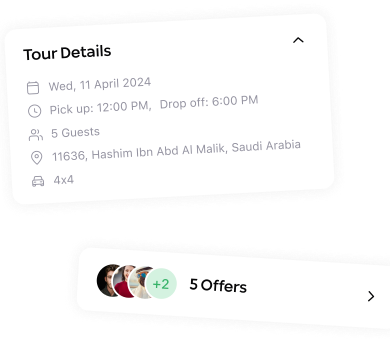 Tour Details
Wed, 11 April 2024
Pick up: 12:00 PM, Drop off: 6:00 PM
5 Guests
11636, Hashim Ibn Abd Al Malik, Saudi Arabia
4x4
+2
5 Offers